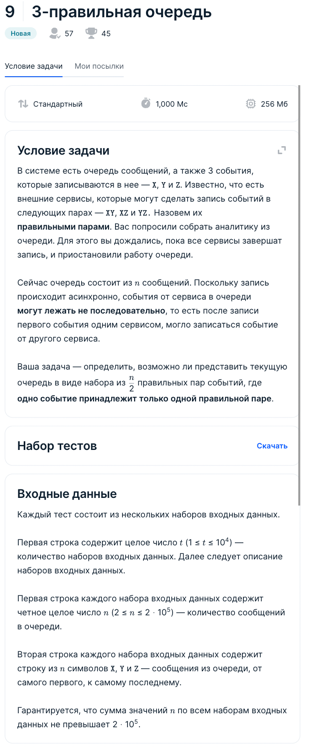 9 3-правильная очередь
Новая 57 45
Условие задачи Мои посылки
Стандартный 1,000 Мс 256 Мб
Условие задачи
В системе есть очередь сообщений, а также 3 события,
которые записываются в нее — X, Y и Z. Известно, что есть
внешние сервисы, которые могут сделать запись событий в
следующих парах — XY, XZ и YZ. Назовем их
правильными парами. Вас попросили собрать аналитику из
очереди. Для этого вы дождались, пока все сервисы завершат
запись, и приостановили работу очереди.
Сейчас очередь состоит из n сообщений. Поскольку запись
происходит асинхронно, события от сервиса в очереди
могут лежать не последовательно, то есть после записи
первого события одним сервисом, могло записаться событие
от другого сервиса.
Ваша задача — определить, возможно ли представить текущую
очередь в виде набора из n/2 правильных пар событий, где
одно событие принадлежит только одной правильной паре.
Набор тестов Скачать
Входные данные
Каждый тест состоит из нескольких наборов входных данных.
Первая строка содержит целое число t (1 ≤ t ≤ 10⁴) —
количество наборов входных данных. Далее следует описание
наборов входных данных.
Первая строка каждого набора входных данных содержит
четное целое число n (2 ≤ n ≤ 2 · 10⁵) — количество сообщений
в очереди.
Вторая строка каждого набора входных данных содержит
строку из n символов X, Y и Z — сообщения из очереди, от
самого первого, к самому последнему.
Гарантируется, что сумма значений n по всем наборам входных
данных не превышает 2 · 10⁵.